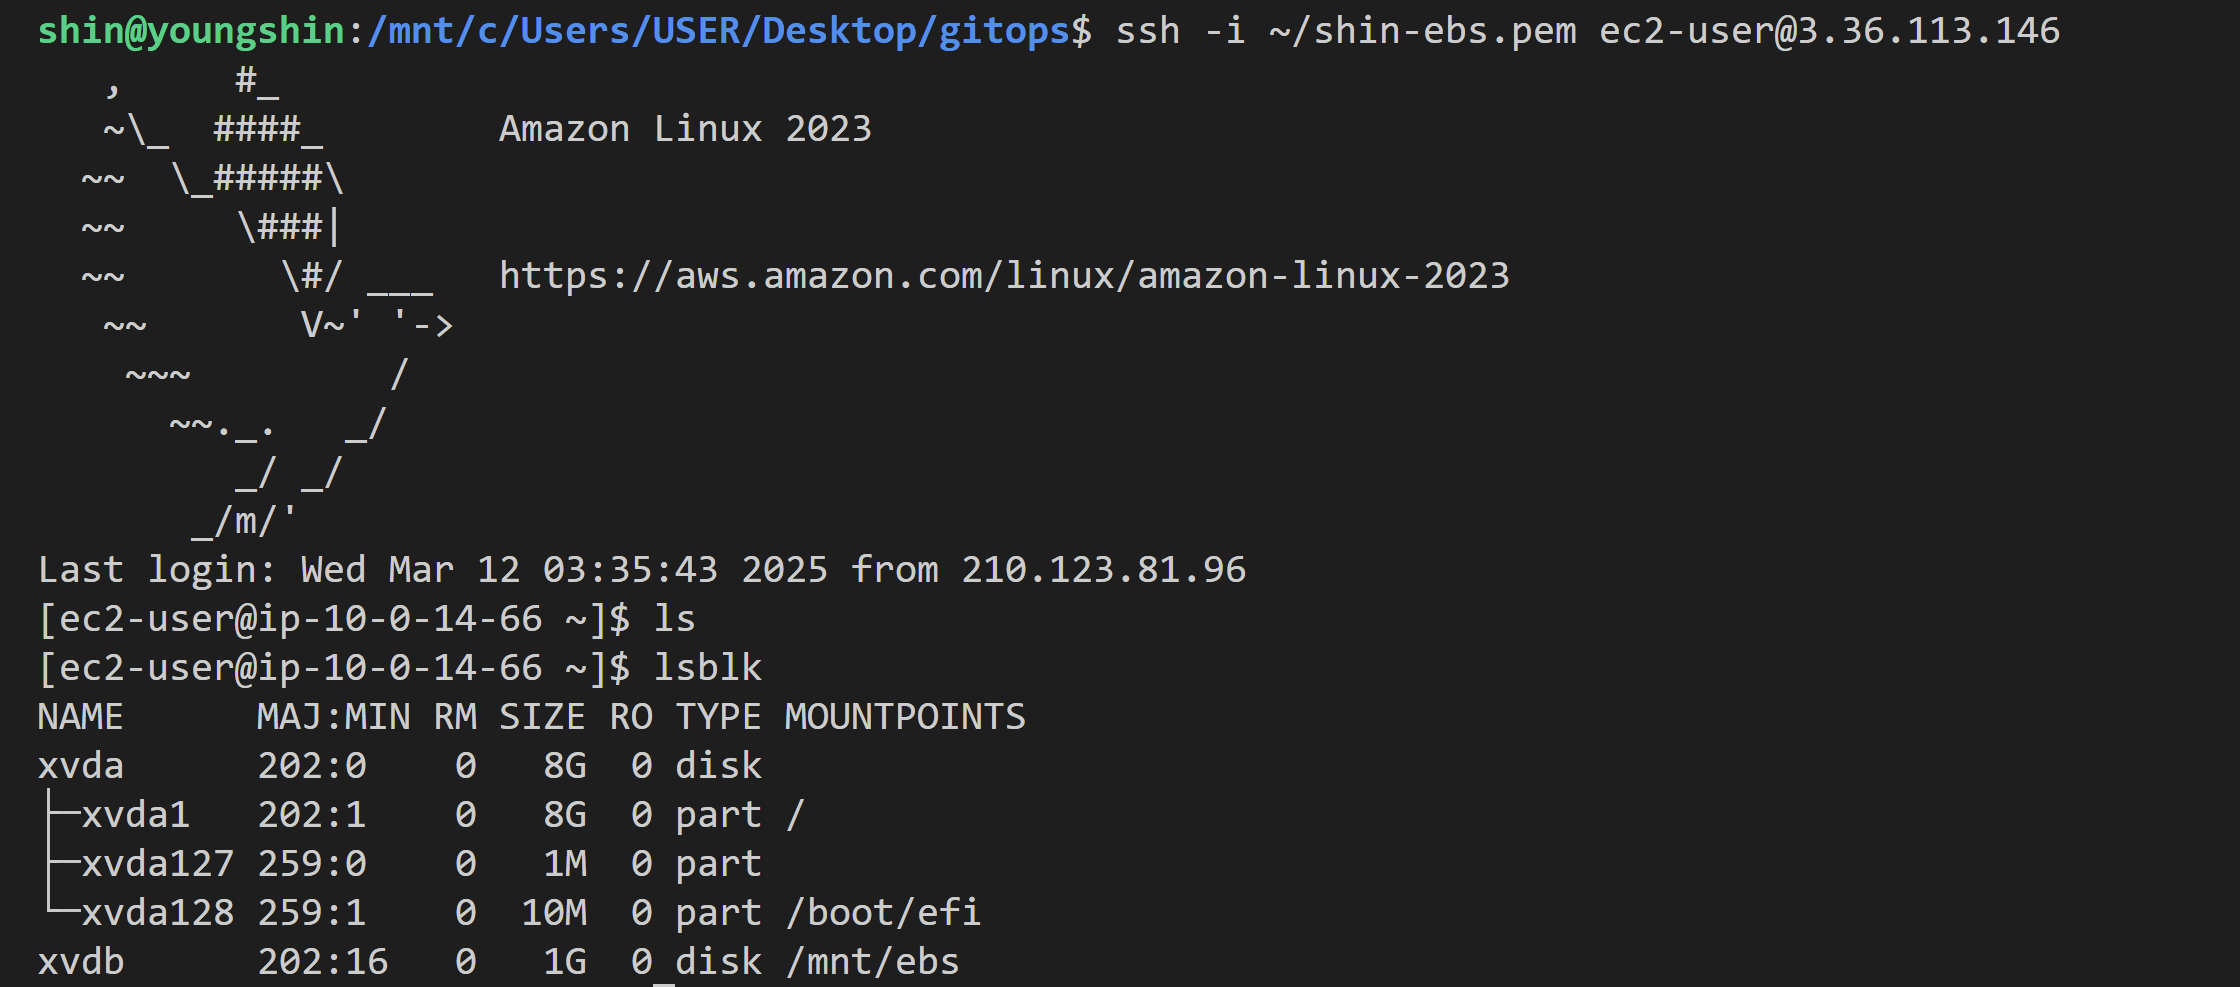 shin@youngshin:/mnt/c/Users/USER/Desktop/gitops$ ssh -i ~/shin-ebs.pem ec2-user@3.36.113.146
   ,     #_
   ~\_  ####_        Amazon Linux 2023
  ~~  \_#####\
  ~~     \###|
  ~~       \#/ ___   https://aws.amazon.com/linux/amazon-linux-2023
   ~~       V~' '->
    ~~~         /
      ~~._.   _/
         _/ _/
       _/m/'
Last login: Wed Mar 12 03:35:43 2025 from 210.123.81.96
[ec2-user@ip-10-0-14-66 ~]$ ls
[ec2-user@ip-10-0-14-66 ~]$ lsblk
NAME      MAJ:MIN RM SIZE RO TYPE MOUNTPOINTS
xvda      202:0    0   8G  0 disk
├─xvda1   202:1    0   8G  0 part /
├─xvda127 259:0    0   1M  0 part
└─xvda128 259:1    0  10M  0 part /boot/efi
xvdb      202:16   0   1G  0 disk /mnt/ebs